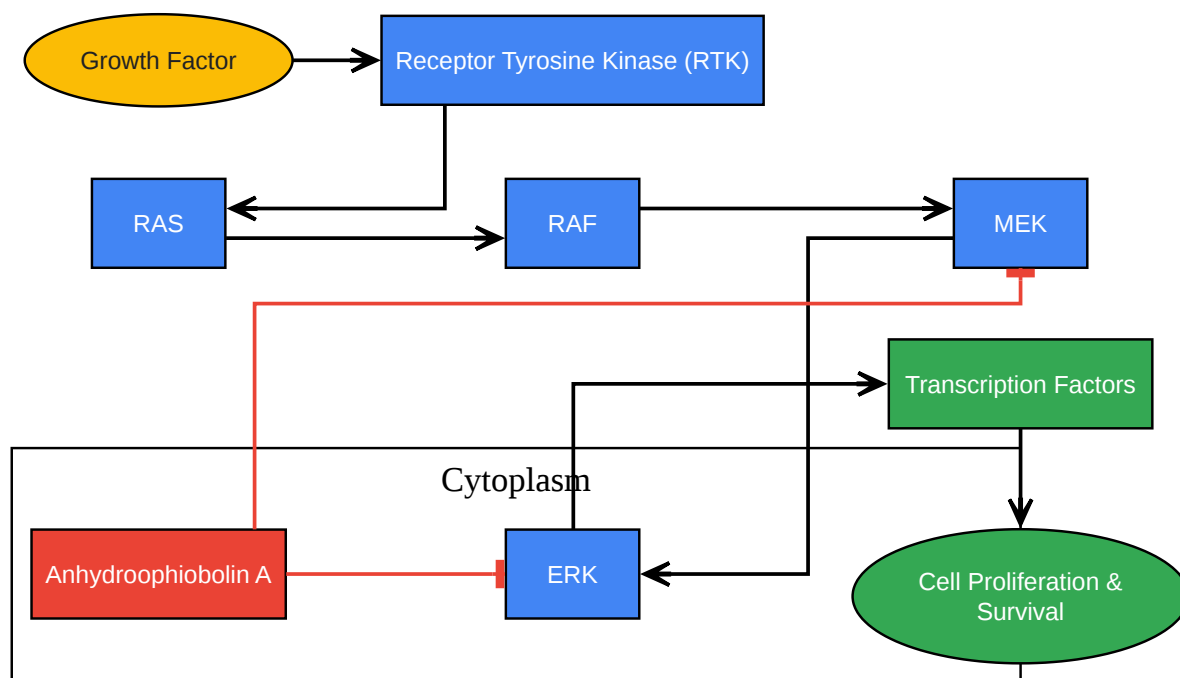 Growth Factor
Receptor Tyrosine Kinase (RTK)
RAS
RAF
MEK
Transcription Factors
Cytoplasm
Anhydroophiobolin A
ERK
Cell Proliferation &
Survival